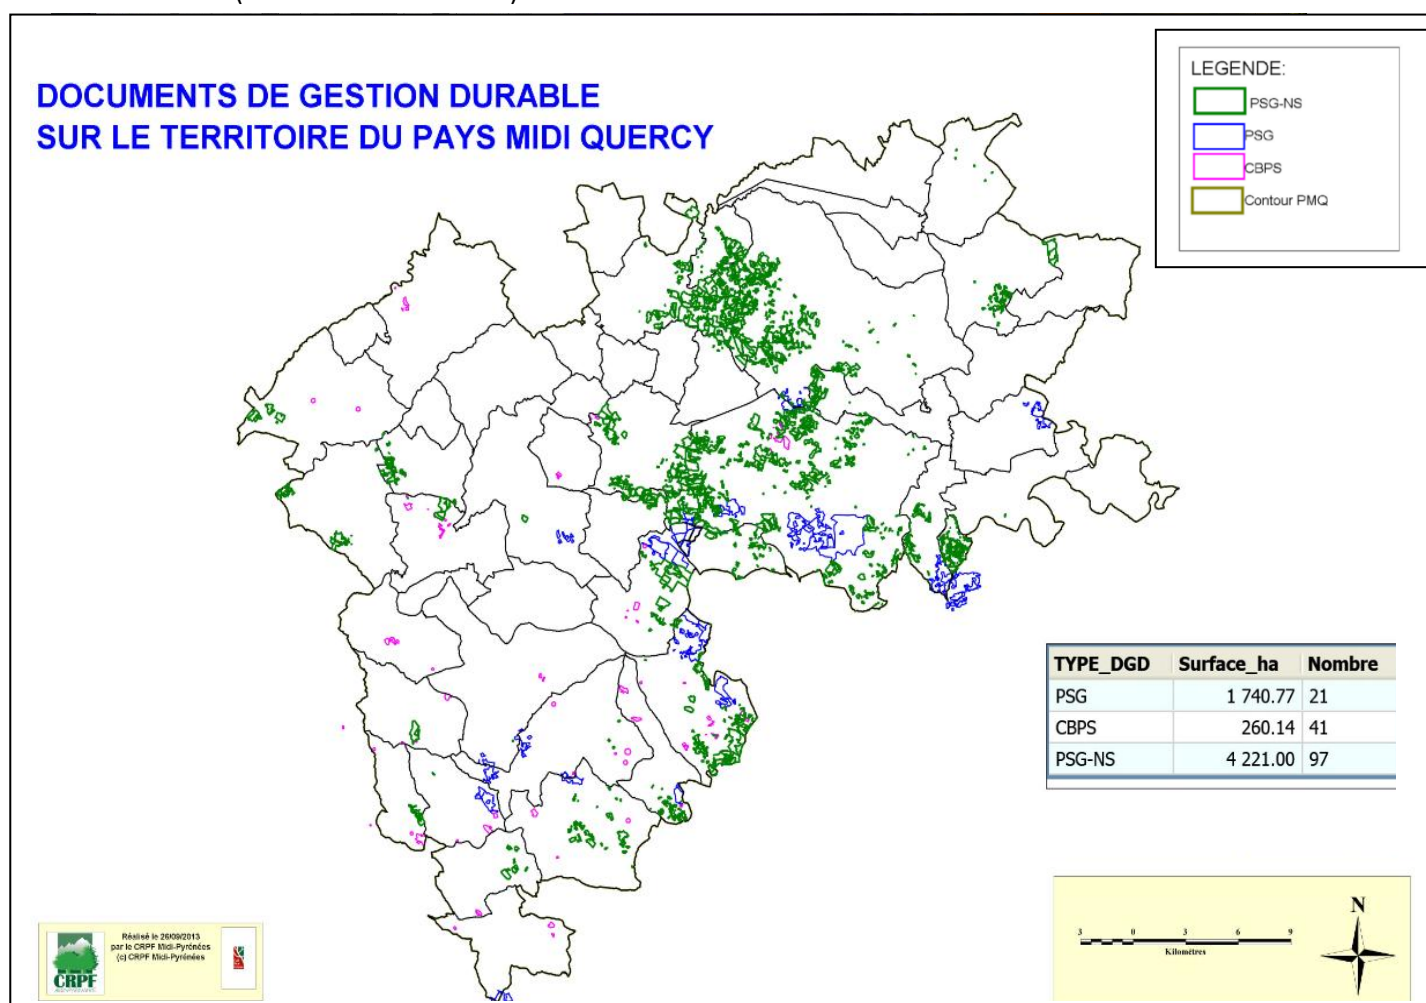 DOCUMENTS DE GESTION DURABLE
SUR LE TERRITOIRE DU PAYS MIDI QUERCY
LEGENDE:
PSG-NS
PSG
CBPS
Contour PMQ
TYPE_DGD Surface_ha Nombre
PSG 1 740.77 21
CBPS 260.14 41
PSG-NS 4 221.00 97
Réalisé le 26/09/2013
par le CRPF Midi-Pyrénées
(c) CRPF Midi-Pyrénées
CRPF
N
3 0 3 6 9
Kilomètres